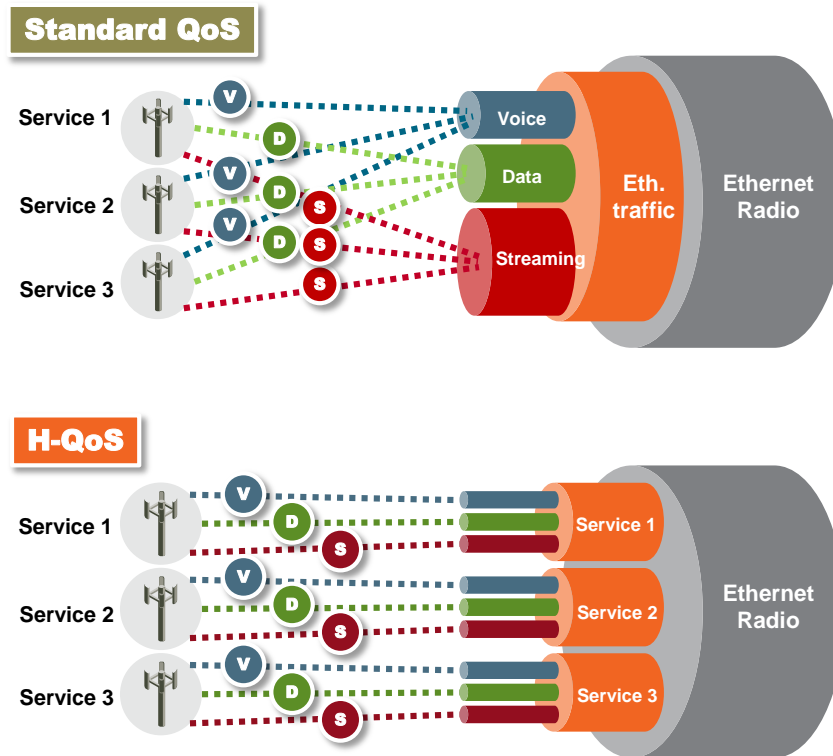 Standard QoS
Service 1
V
D
Voice
V
Data
Service 2
D
S
Eth.
traffic
Ethernet
Radio
V
D
S
Streaming
Service 3
S
H-QoS
Service 1
V
D
S
Service 1
Service 2
V
D
S
Service 2
Ethernet
Radio
Service 3
V
D
S
Service 3